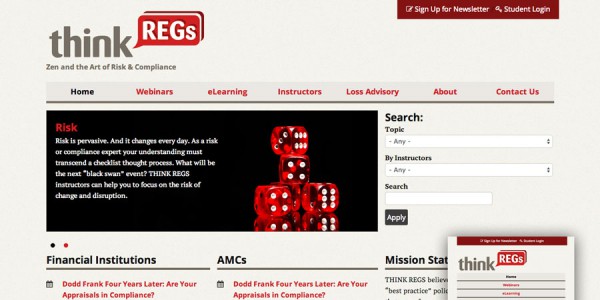 Sign Up for Newsletter Student Login
think REGs
Zen and the Art of Risk & Compliance
Home Webinars eLearning Instructors Loss Advisory About Contact Us
Risk
Risk is pervasive. And it changes every day. As a risk
or compliance expert your understanding must
transcend a checklist thought process. What will be
the next "black swan" event? THINK REGS
instructors can help you to focus on the risk of
change and disruption.
Search:
Topic
- Any -
By Instructors
- Any -
Search
Apply
Financial Institutions
Dodd Frank Four Years Later: Are Your
Appraisals in Compliance?
AMCs
Dodd Frank Four Years Later: Are Your
Appraisals in Compliance?
Mission Stat
THINK REGS believe
"best practice" polic
Sign Up for Newsletter Student Login
think REGs
Home
Webinars
eLearning